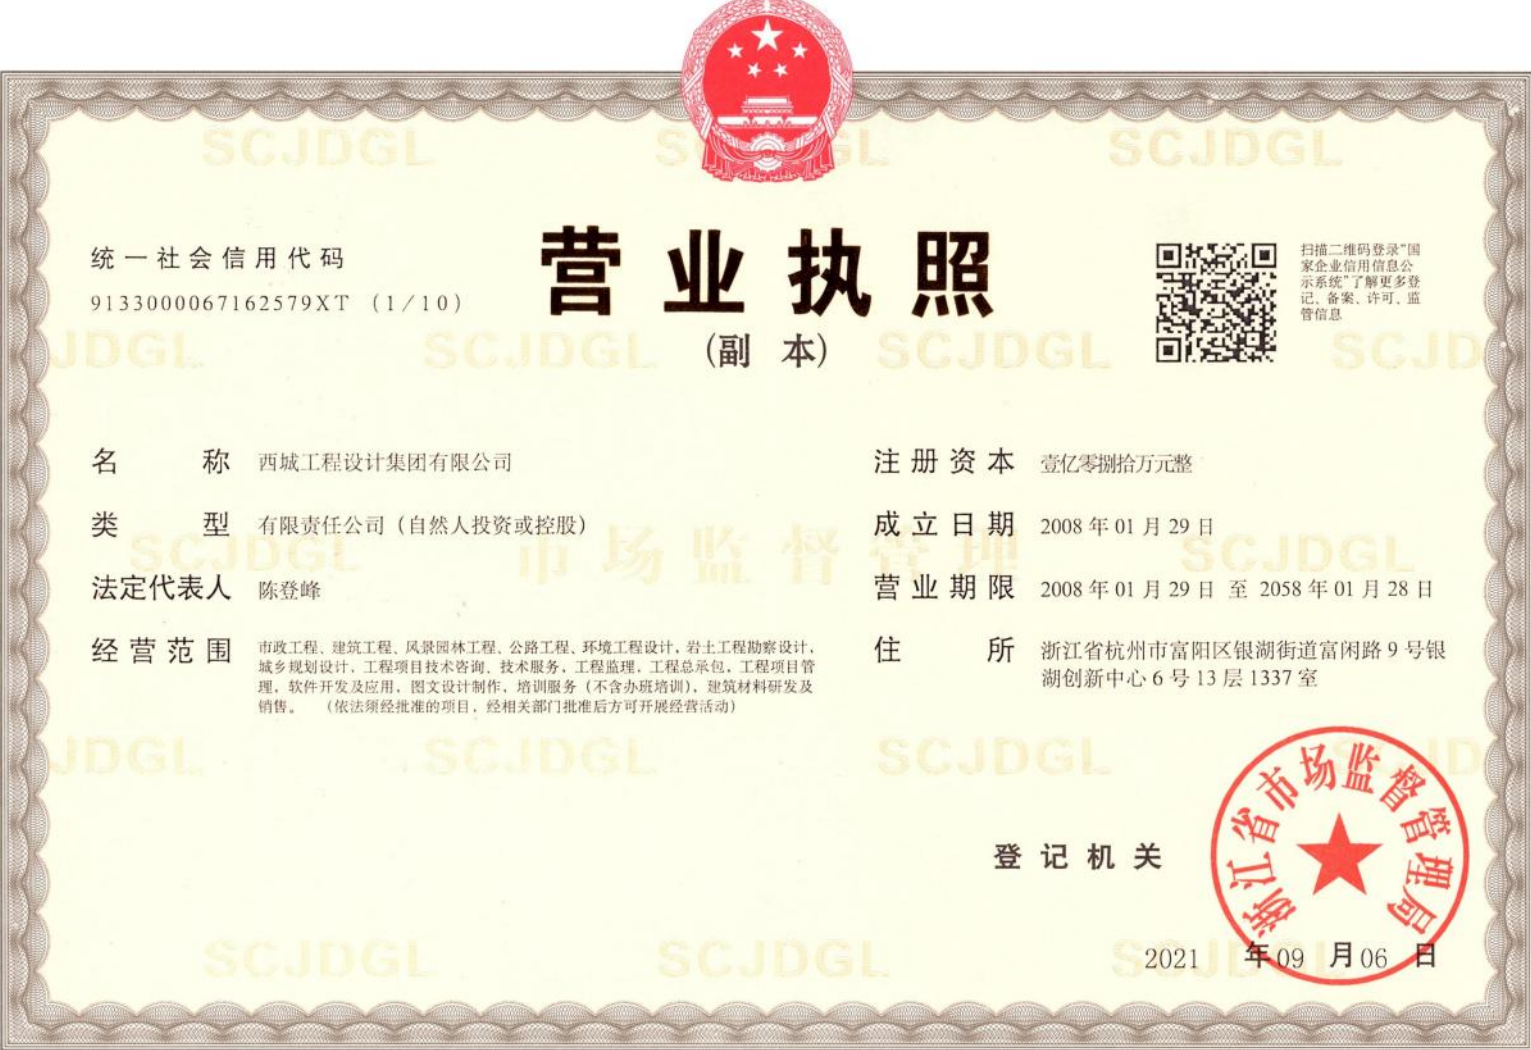 营业执照
(副 本)
统一社会信用代码
9133000067162579XT (1/10)
扫描二维码登录"国
家企业信用信息公
示系统"了解更多登
记、备案、许可、监
管信息
名 称 西城工程设计集团有限公司
类 型 有限责任公司（自然人投资或控股）
法定代表人 陈登峰
经营范围 市政工程、建筑工程、风景园林工程、公路工程、环境工程设计，岩土工程勘察设计，
城乡规划设计，工程项目技术咨询、技术服务，工程监理，工程总承包，工程项目管
理，软件开发及应用，图文设计制作，培训服务（不含办班培训），建筑材料研发及
销售。 （依法须经批准的项目，经相关部门批准后方可开展经营活动）
注册资本 壹亿零捌拾万元整
成立日期 2008年01月29日
营业期限 2008年01月29日 至 2058年01月28日
住 所 浙江省杭州市富阳区银湖街道富闲路9号银
湖创新中心6号13层1337室
登记机关
浙江省市场监督管理局
2021 年09 月06 日
SCJDGL
市场监督管理